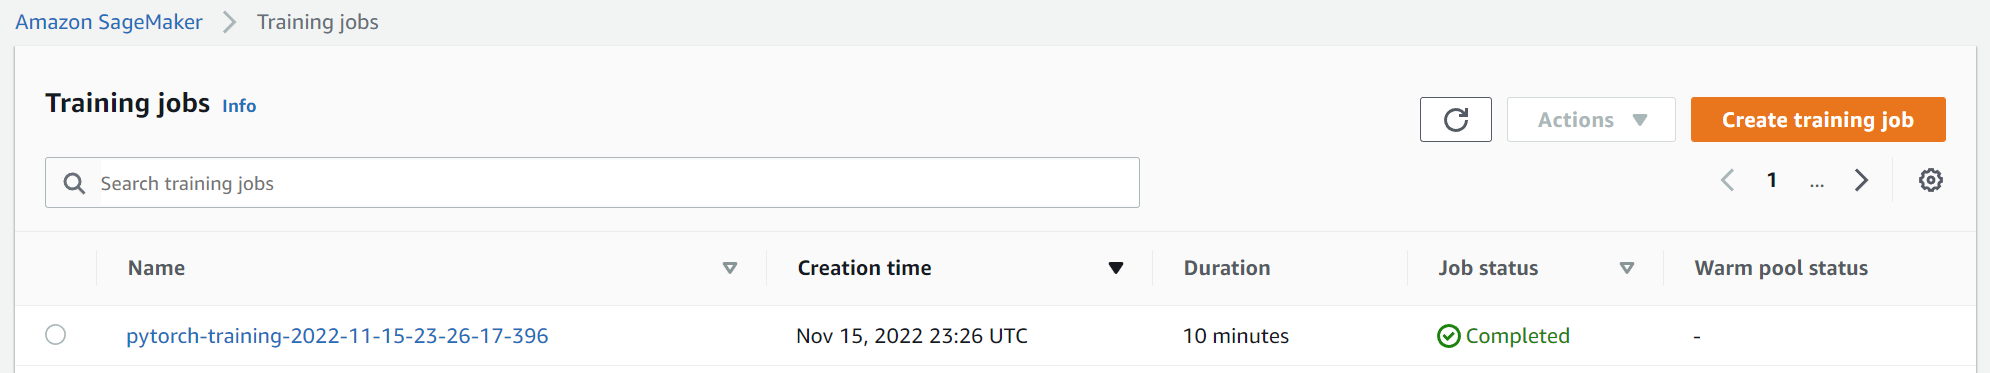 Amazon SageMaker > Training jobs
Training jobs Info
Actions Create training job
Search training jobs
1 ...
Name Creation time Duration Job status Warm pool status
pytorch-training-2022-11-15-23-26-17-396 Nov 15, 2022 23:26 UTC 10 minutes Completed -